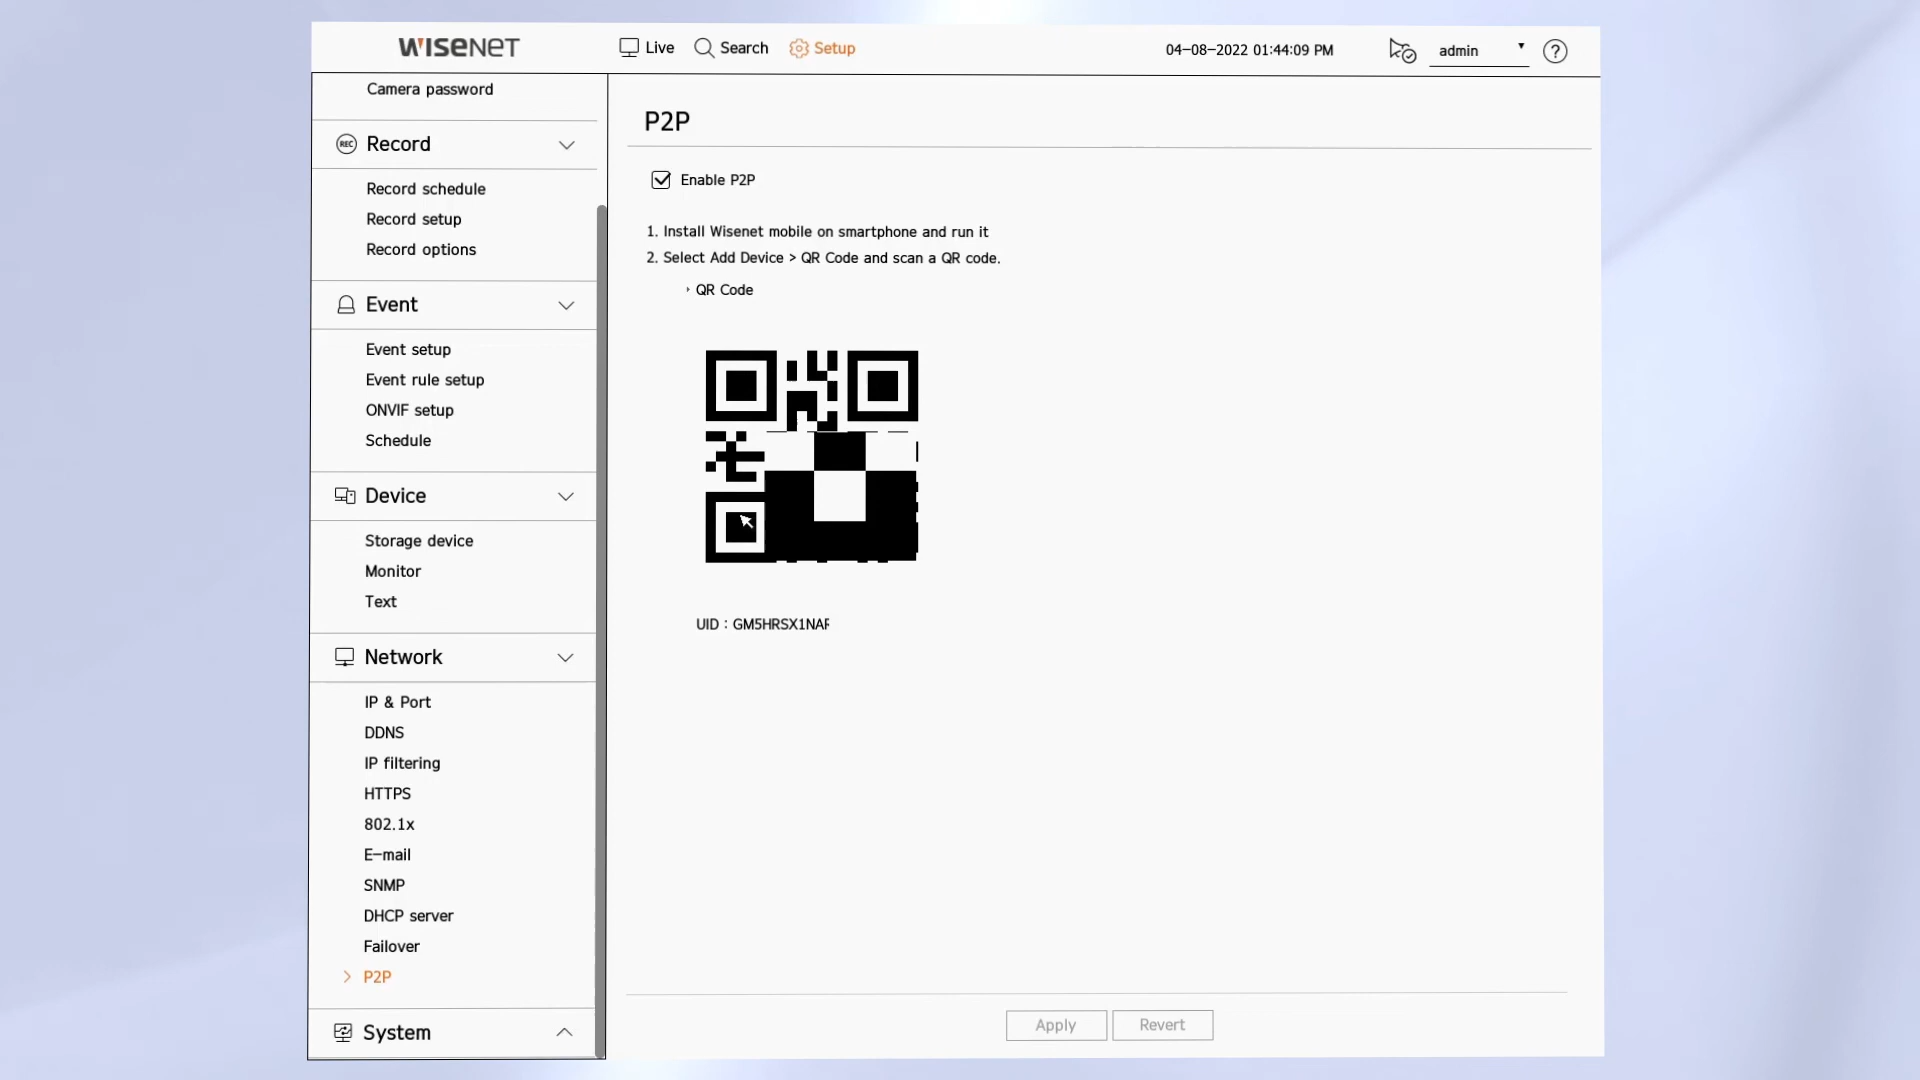 WISENET
Live Search Setup 04-08-2022 01:44:09 PM admin ?
Camera password
REC Record
Record schedule
Record setup
Record options
Event
Event setup
Event rule setup
ONVIF setup
Schedule
Device
Storage device
Monitor
Text
Network
IP & Port
DDNS
IP filtering
HTTPS
802.1x
E-mail
SNMP
DHCP server
Failover
> P2P
System
P2P
Enable P2P
1. Install Wisenet mobile on smartphone and run it
2. Select Add Device > QR Code and scan a QR code.
QR Code
UID : GM5HRSX1NA
Apply Revert